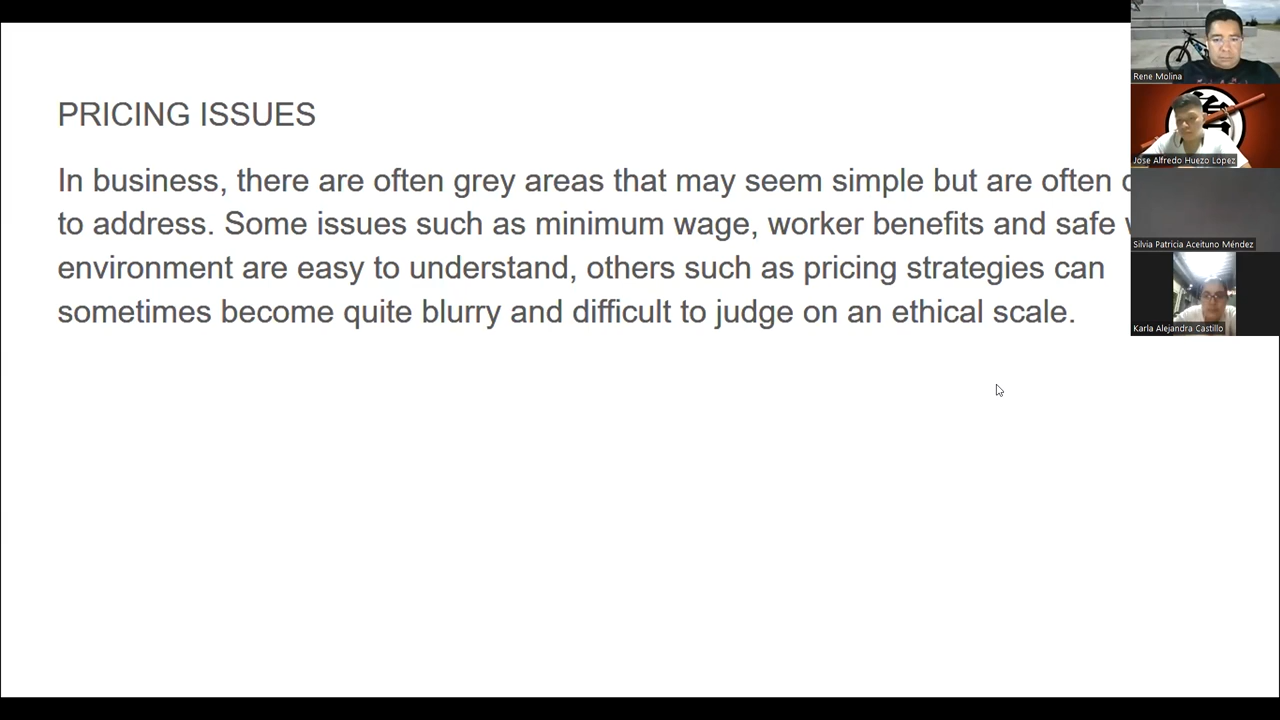 PRICING ISSUES
In business, there are often grey areas that may seem simple but are often
to address. Some issues such as minimum wage, worker benefits and safe
environment are easy to understand, others such as pricing strategies can
sometimes become quite blurry and difficult to judge on an ethical scale.
Rene Molina
Jose Alfredo Huezo López
Silvia Patricia Aceituno Méndez
Karla Alejandra Castillo